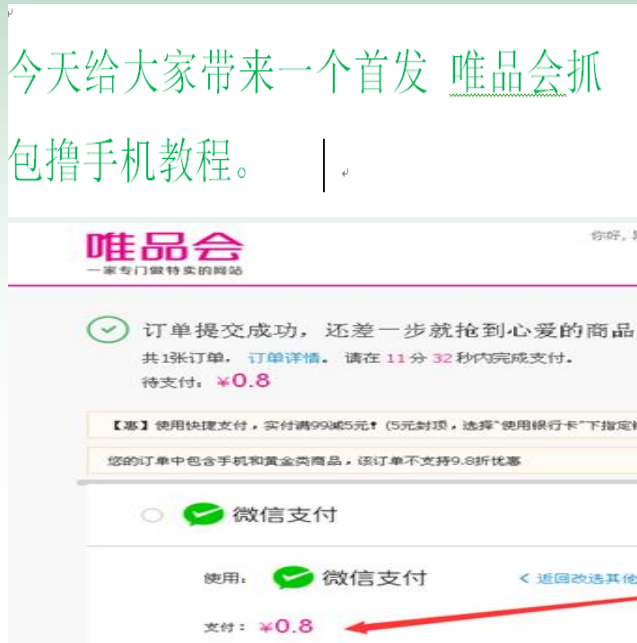 今天给大家带来一个首发 唯品会抓
包撸手机教程。
唯品会
一家专门做特卖的网站
你好,
订单提交成功，还差一步就抢到心爱的商品
共1张订单，订单详情。请在 11 分 32 秒内完成支付。
待支付：¥0.8
【惠】使用快捷支付，实付满99减5元！(5元封顶，选择“使用银行卡”下指定
您的订单中包含手机和黄金类商品，该订单不支持9.8折优惠
微信支付
使用： 微信支付 < 返回改选其他
支付：¥0.8